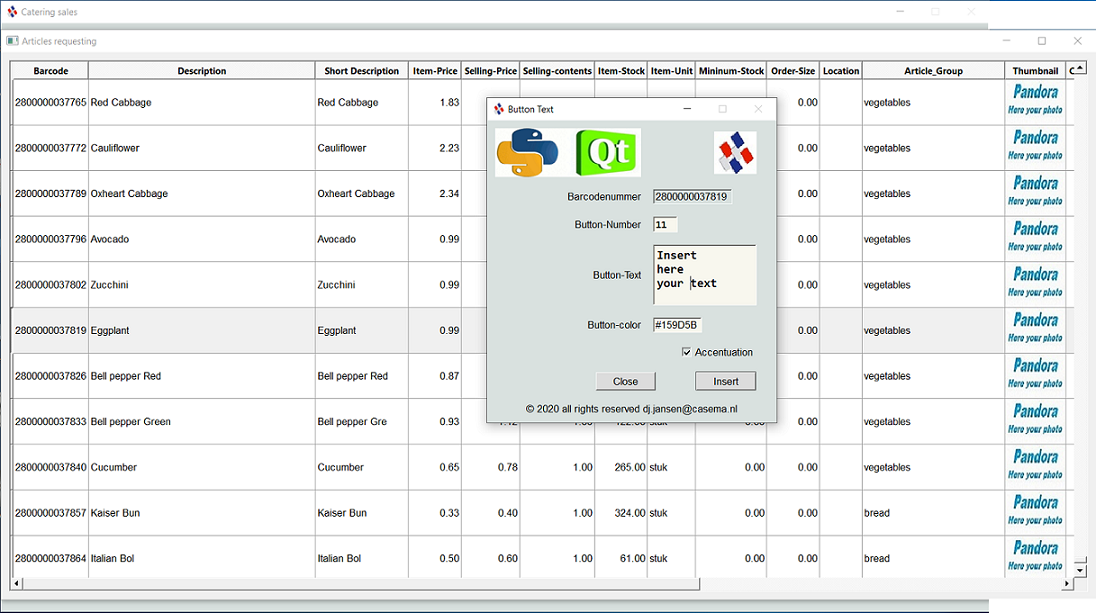 Catering sales
Articles requesting
Barcode Description Short Description Item-Price Selling-Price Selling-contents Item-Stock Item-Unit Mininum-Stock Order-Size Location Article_Group Thumbnail
2800000037765 Red Cabbage Red Cabbage 1.83 0.00 vegetables Pandora
Here your photo
2800000037772 Cauliflower Cauliflower 2.23 0.00 vegetables Pandora
Here your photo
2800000037789 Oxheart Cabbage Oxheart Cabbage 2.34 0.00 vegetables Pandora
Here your photo
2800000037796 Avocado Avocado 0.99 0.00 vegetables Pandora
Here your photo
2800000037802 Zucchini Zucchini 0.99 0.00 vegetables Pandora
Here your photo
2800000037819 Eggplant Eggplant 0.99 0.00 vegetables Pandora
Here your photo
2800000037826 Bell pepper Red Bell pepper Red 0.87 0.00 vegetables Pandora
Here your photo
2800000037833 Bell pepper Green Bell pepper Gre 0.93 0.00 vegetables Pandora
Here your photo
2800000037840 Cucumber Cucumber 0.65 0.78 1.00 265.00 stuk 0.00 0.00 vegetables Pandora
Here your photo
2800000037857 Kaiser Bun Kaiser Bun 0.33 0.40 1.00 324.00 stuk 0.00 0.00 bread Pandora
Here your photo
2800000037864 Italian Bol Italian Bol 0.50 0.60 1.00 61.00 stuk 0.00 0.00 bread Pandora
Here your photo
Button Text
Qt
Barcodenummer 2800000037819
Button-Number 11
Button-Text
Insert
here
your text
Button-color #159D5B
Accentuation
Close Insert
© 2020 all rights reserved dj.jansen@casema.nl